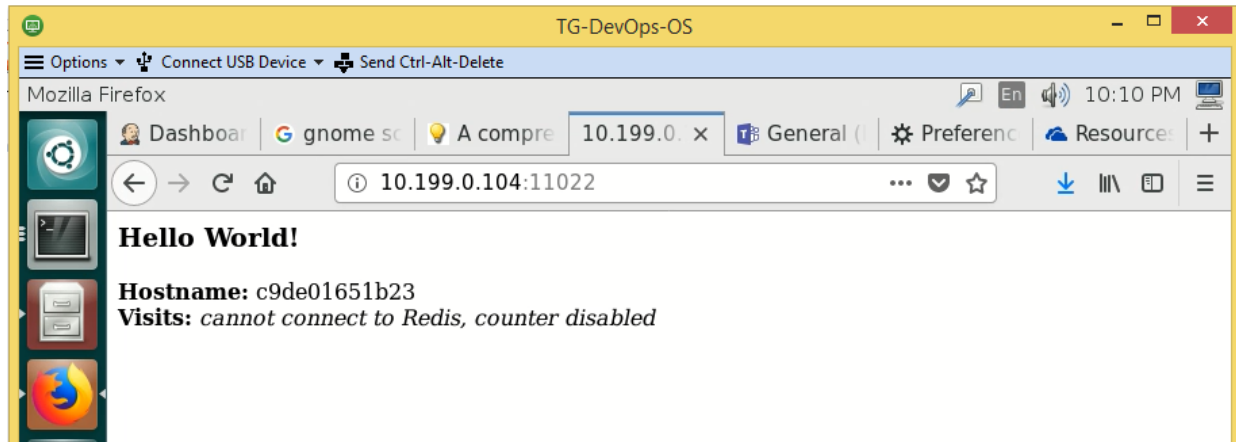 TG-DevOps-OS
Options Connect USB Device Send Ctrl-Alt-Delete
Mozilla Firefox En 10:10 PM
Dashboar gnome sc A compre 10.199.0. General ( Preferenc Resources
10.199.0.104:11022
Hello World!
Hostname: c9de01651b23
Visits: cannot connect to Redis, counter disabled